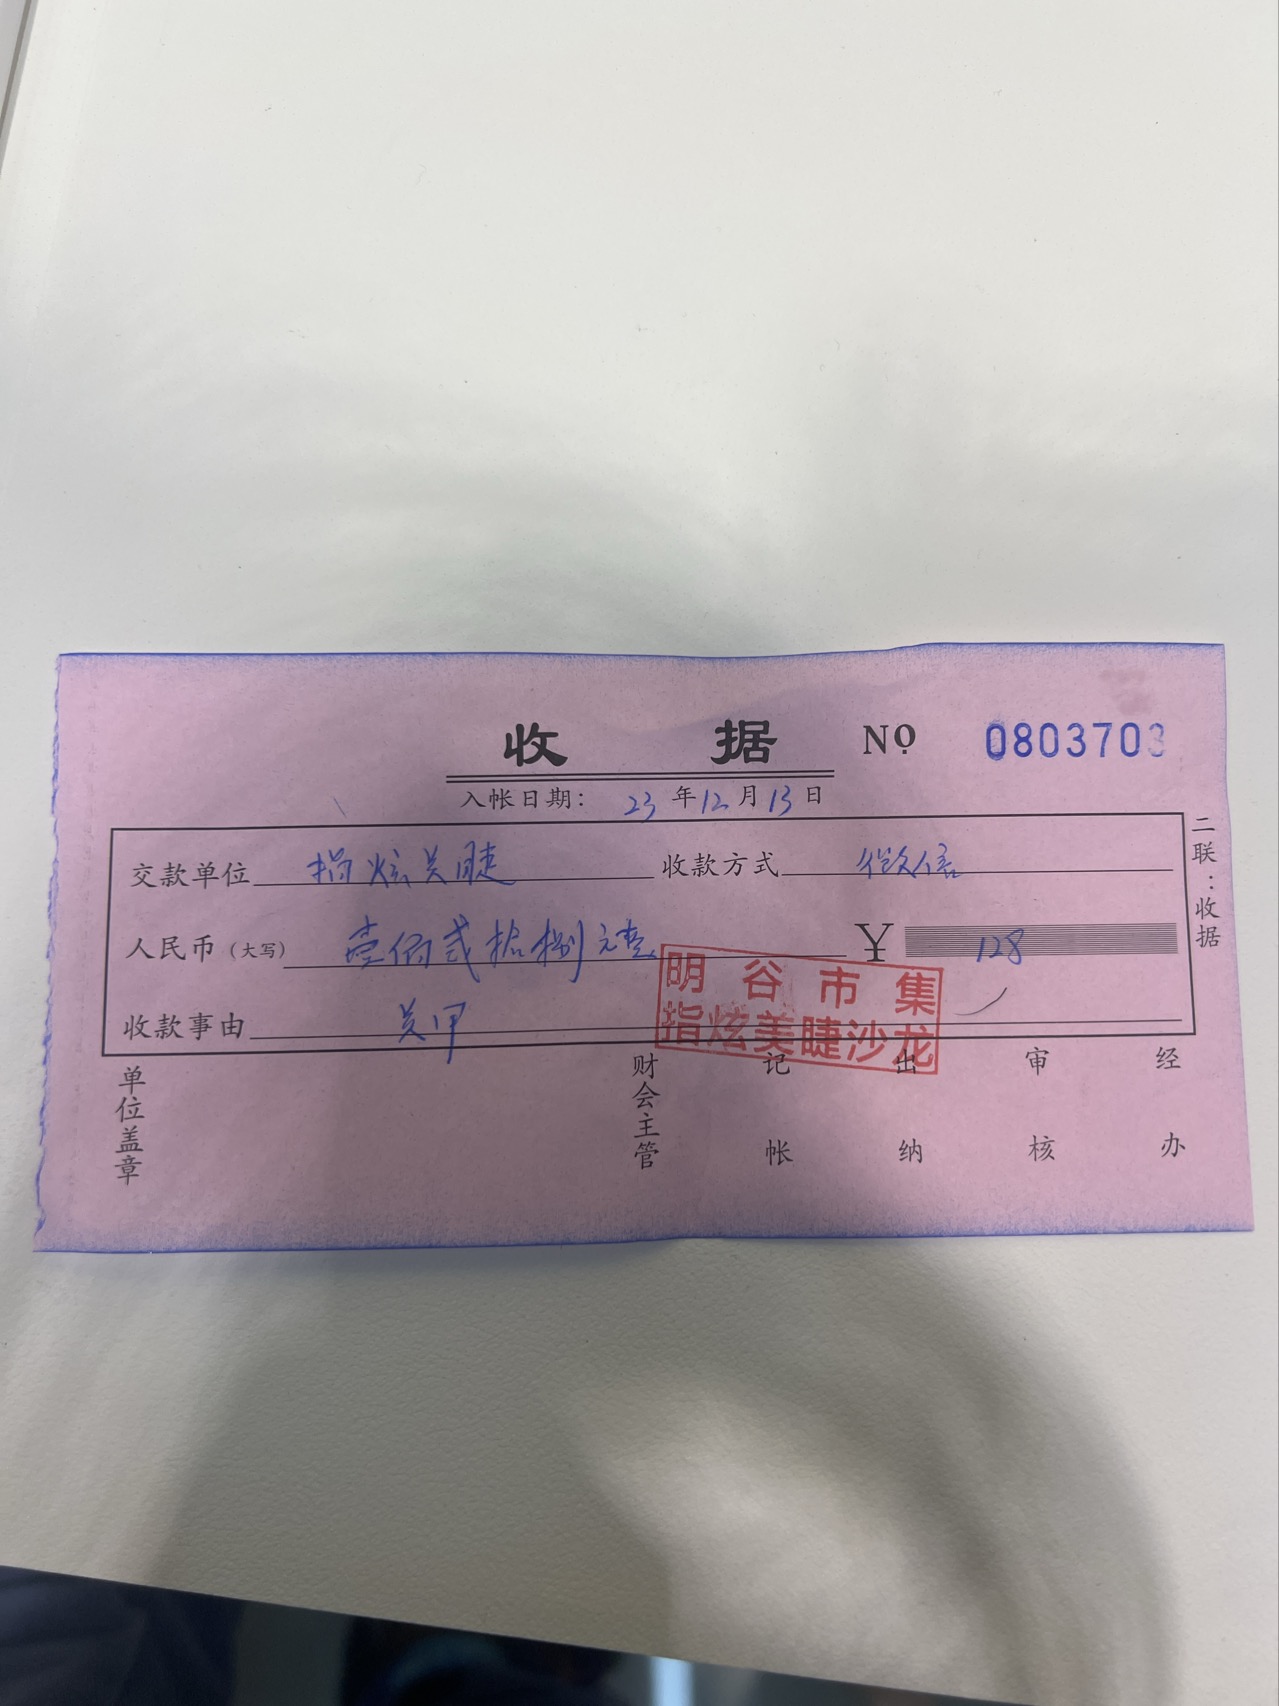 收 据 No 0803703
入帐日期： 23 年 12 月 13 日
交款单位 指炫美睫 收款方式 微信
人民币（大写） 壹佰贰拾捌元整 ¥ 128
收款事由 美甲
明谷市集
指炫美睫沙龙
单位盖章 财会主管 记帐 出纳 审核 经办
二联：收据